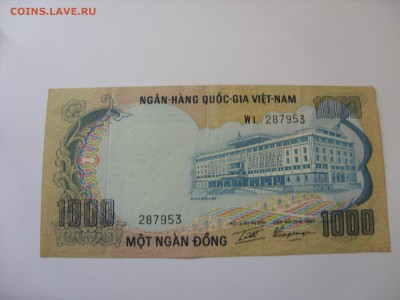 COINS.LAVE.RU
NGÂN-HÀNG QUỐC-GIA VIỆT-NAM
1000
W1 287953
1000
287953
1000
MỘT NGÀN ĐỒNG